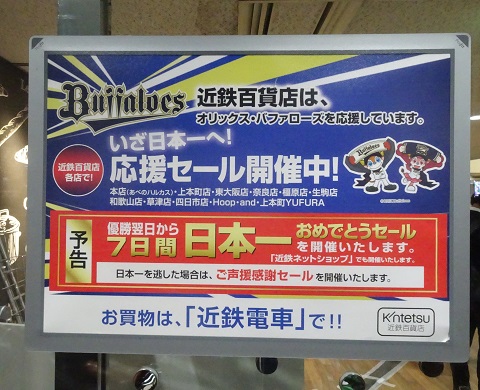 Buffaloes
近鉄百貨店は、
オリックス・バファローズを応援しています。
近鉄百貨店
各店で!
いざ日本一へ!
応援セール開催中!
本店(あべのハルカス)・上本町店・東大阪店・奈良店・橿原店・生駒店
和歌山店・草津店・四日市店・Hoop・and・上本町YUFURA
予告
優勝翌日から
7日間
日本一
おめでとうセール
を開催いたします。
「近鉄ネットショップ」でも開催いたします。
日本一を逃した場合は、ご声援感謝セールを開催いたします。
お買物は、「近鉄電車」で!!
Kintetsu
近鉄百貨店